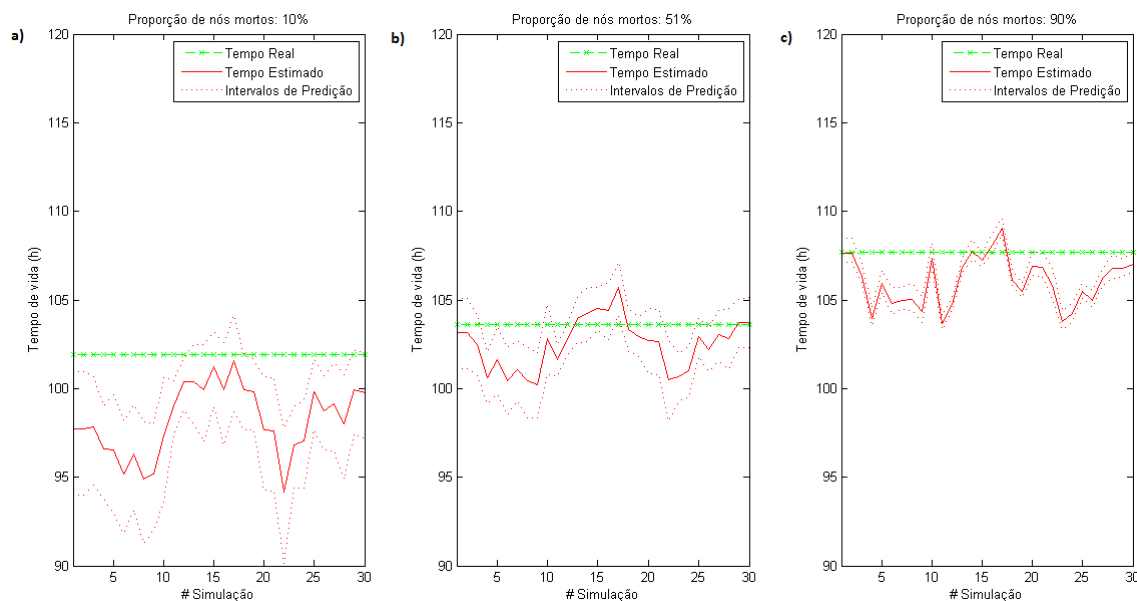 a)
Proporção de nós mortos: 10%
Tempo Real
Tempo Estimado
Intervalos de Predição
Tempo de vida (h)
120
115
110
105
100
95
90
5 10 15 20 25 30
# Simulação
b)
Proporção de nós mortos: 51%
Tempo Real
Tempo Estimado
Intervalos de Predição
Tempo de vida (h)
120
115
110
105
100
95
90
5 10 15 20 25 30
# Simulação
c)
Proporção de nós mortos: 90%
Tempo Real
Tempo Estimado
Intervalos de Predição
Tempo de vida (h)
120
115
110
105
100
95
90
5 10 15 20 25 30
# Simulação